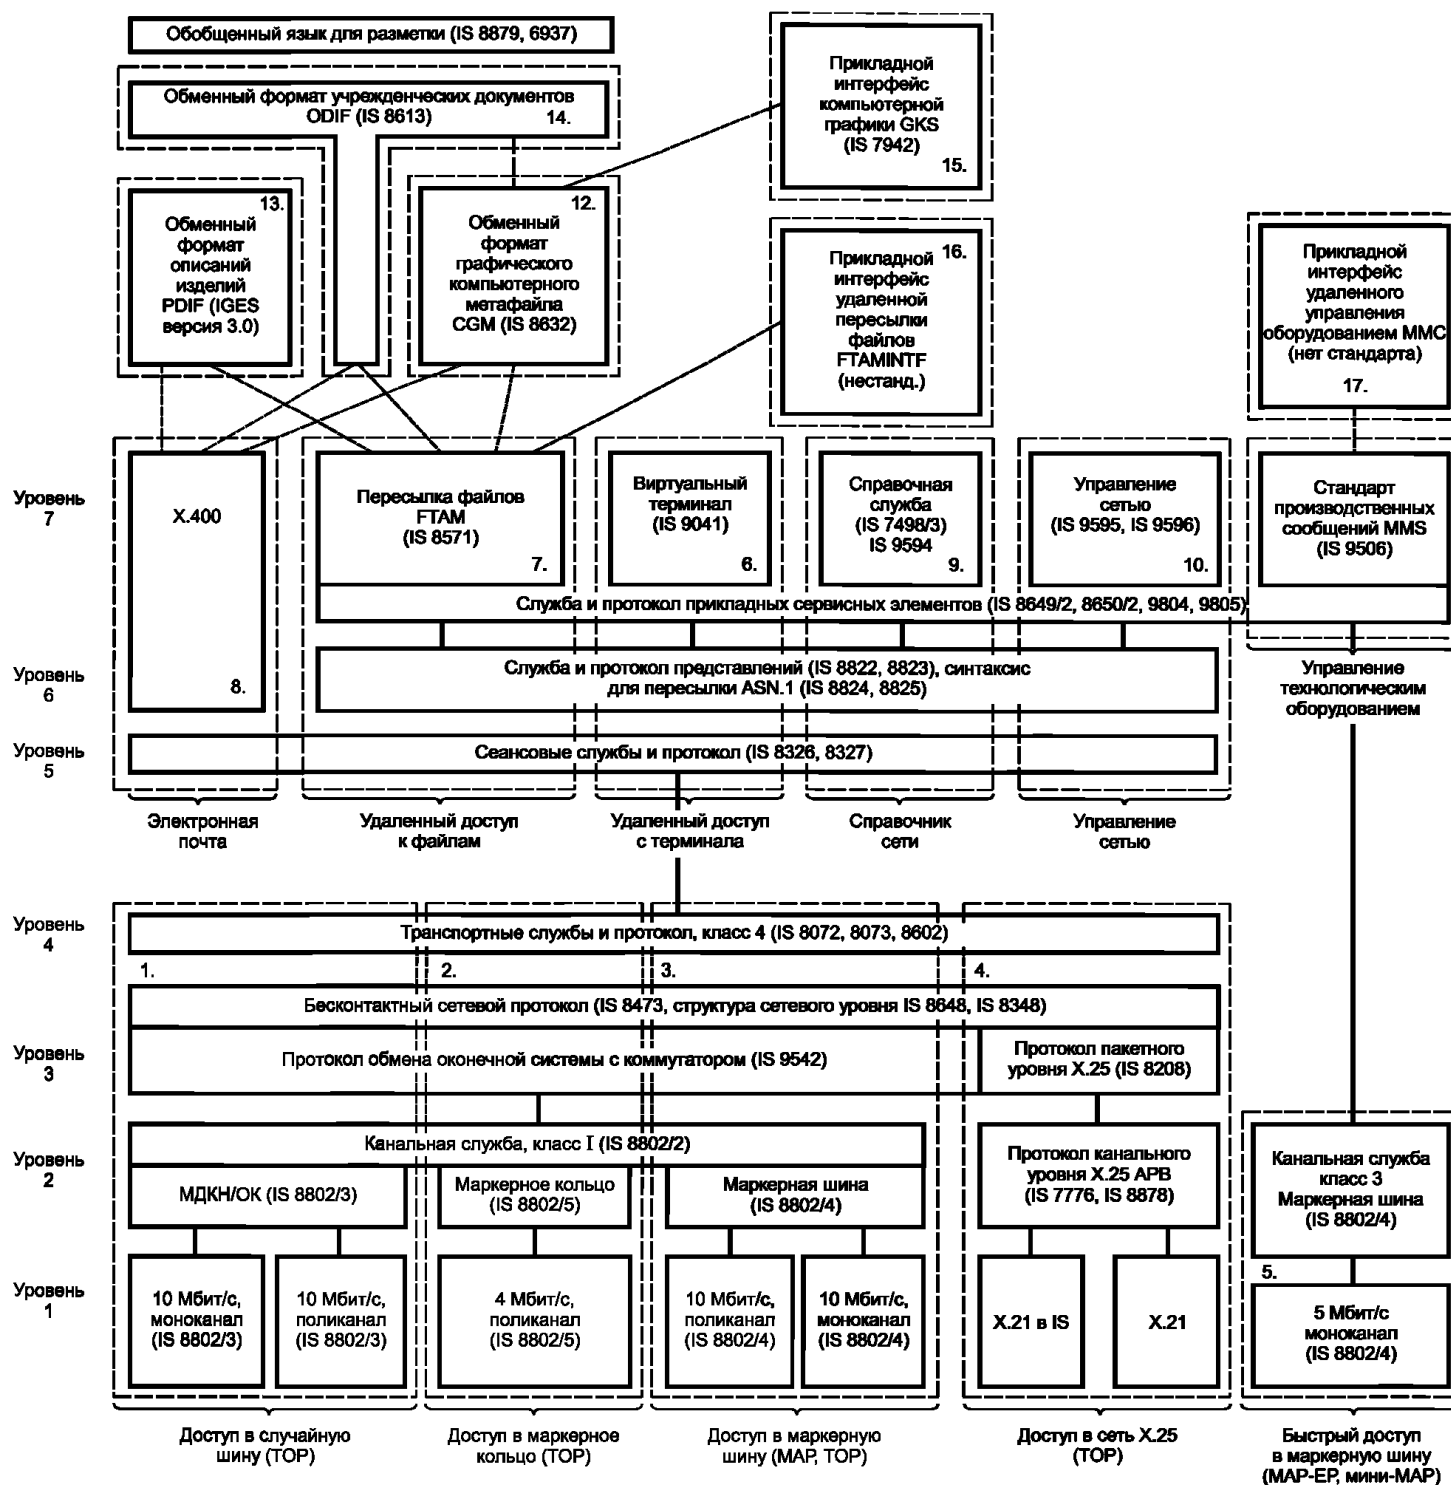 Обобщенный язык для разметки (IS 8879, 6937)
Обменный формат учрежденческих документов
ODIF (IS 8613)
14.
Прикладной
интерфейс
компьютерной
графики GKS
(IS 7942)
15.
13.
Обменный
формат
описаний
изделий
PDIF (IGES
версия 3.0)
12.
Обменный
формат
графического
компьютерного
метафайла
CGM (IS 8632)
16.
Прикладной
интерфейс
удаленной
пересылки
файлов
FTAMINTF
(нестанд.)
Прикладной
интерфейс
удаленного
управления
оборудованием ММС
(нет стандарта)
17.
Уровень
7
X.400
8.
Пересылка файлов
FTAM
(IS 8571)
7.
Виртуальный
терминал
(IS 9041)
6.
Справочная
служба
(IS 7498/3)
IS 9594
9.
Управление
сетью
(IS 9595, IS 9596)
10.
Стандарт
производственных
сообщений MMS
(IS 9506)
Служба и протокол прикладных сервисных элементов (IS 8649/2, 8650/2, 9804, 9805)
Уровень
6
Служба и протокол представлений (IS 8822, 8823), синтаксис
для пересылки ASN.1 (IS 8824, 8825)
Управление
технологическим
оборудованием
Уровень
5
Сеансовые службы и протокол (IS 8326, 8327)
Электронная
почта
Удаленный доступ
к файлам
Удаленный доступ
с терминала
Справочник
сети
Управление
сетью
Уровень
4
Транспортные службы и протокол, класс 4 (IS 8072, 8073, 8602)
1.
2.
3.
4.
Бесконтактный сетевой протокол (IS 8473, структура сетевого уровня IS 8648, IS 8348)
Уровень
3
Протокол обмена оконечной системы с коммутатором (IS 9542)
Протокол пакетного
уровня X.25 (IS 8208)
Уровень
2
Канальная служба, класс I (IS 8802/2)
МДКН/ОК (IS 8802/3)
Маркерное кольцо
(IS 8802/5)
Маркерная шина
(IS 8802/4)
Протокол канального
уровня X.25 АРВ
(IS 7776, IS 8878)
Канальная служба
класс 3
Маркерная шина
(IS 8802/4)
Уровень
1
10 Мбит/с,
моноканал
(IS 8802/3)
10 Мбит/с,
поликанал
(IS 8802/3)
4 Мбит/с,
поликанал
(IS 8802/5)
10 Мбит/с,
поликанал
(IS 8802/4)
10 Мбит/с,
моноканал
(IS 8802/4)
X.21 в IS
X.21
5.
5 Мбит/с
моноканал
(IS 8802/4)
Доступ в случайную
шину (TOP)
Доступ в маркерное
кольцо (TOP)
Доступ в маркерную
шину (MAP, TOP)
Доступ в сеть X.25
(TOP)
Быстрый доступ
в маркерную шину
(MAP-EP, мини-MAP)